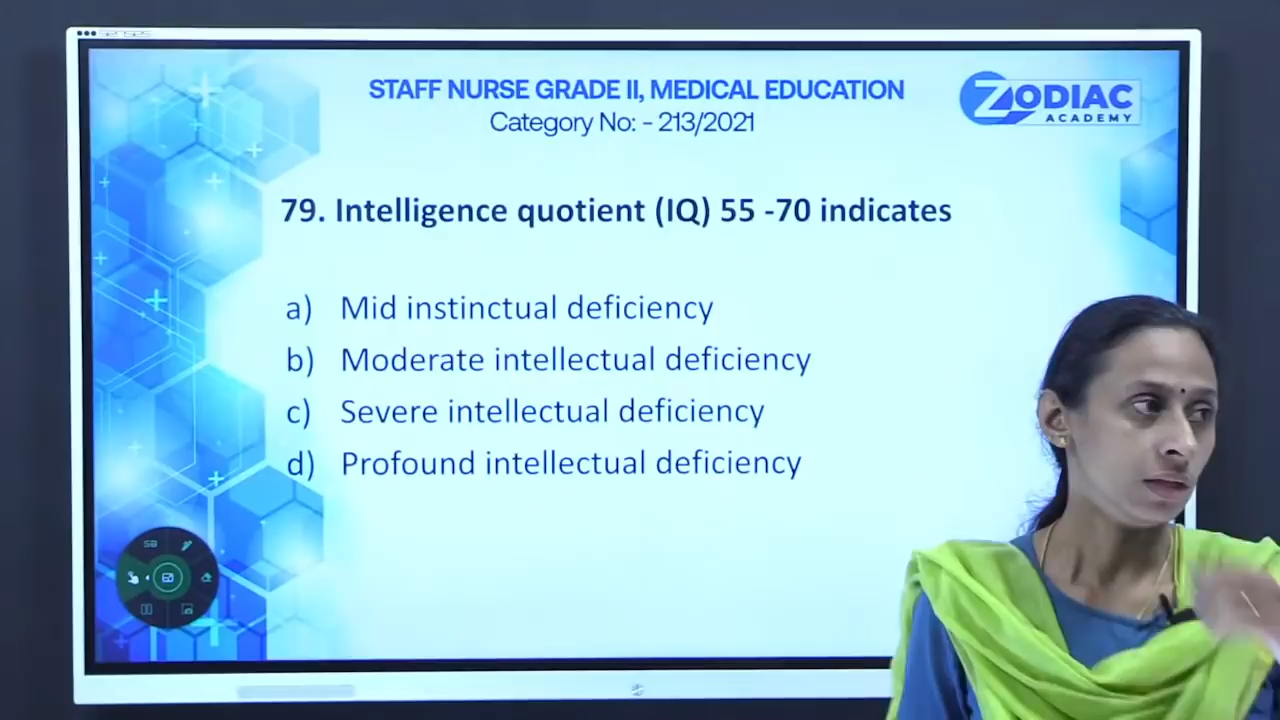 STAFF NURSE GRADE II, MEDICAL EDUCATION
Category No: - 213/2021
ZODIAC
ACADEMY
79. Intelligence quotient (IQ) 55 -70 indicates
a) Mid instinctual deficiency
b) Moderate intellectual deficiency
c) Severe intellectual deficiency
d) Profound intellectual deficiency